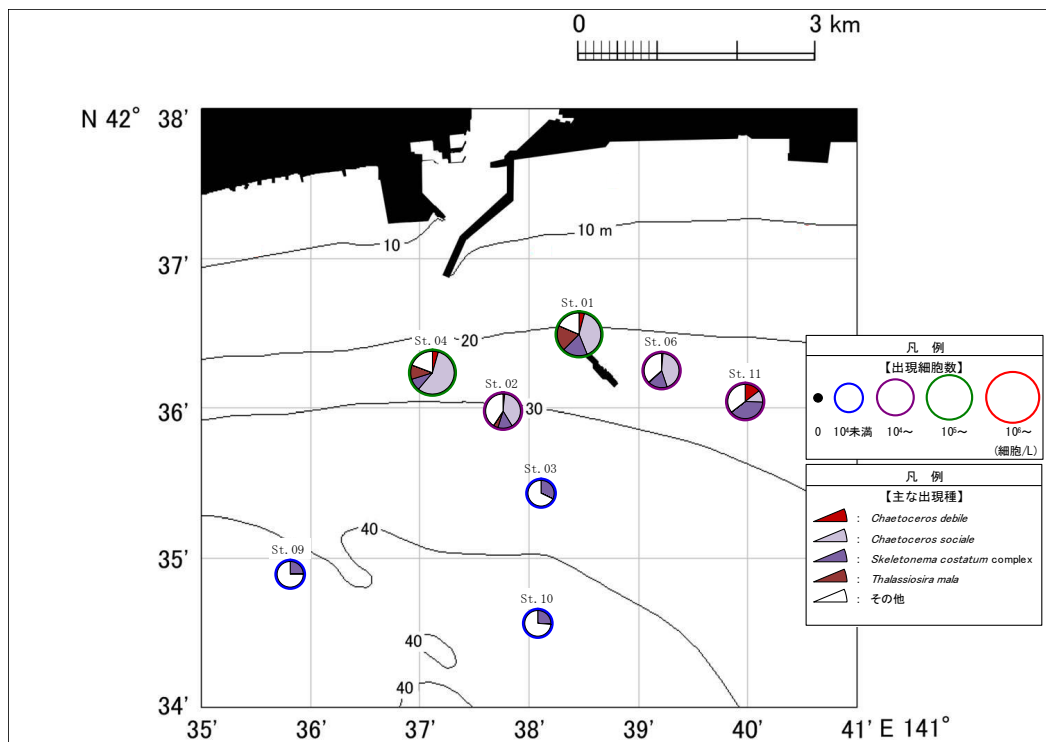 0 3 km
N 42° 38'
10 10 m
37'
St.01
St.04 20 St.06
St.11
St.02
36' 30
St.03
40
35' St.09
St.10
40
40
34'
35' 36' 37' 38' 39' 40' 41' E 141°
凡 例
【出現細胞数】
0 10⁴未満 10⁴~ 10⁵~ 10⁶~
(細胞/L)
凡 例
【主な出現種】
: Chaetoceros debile
: Chaetoceros sociale
: Skeletonema costatum complex
: Thalassiosira mala
: その他